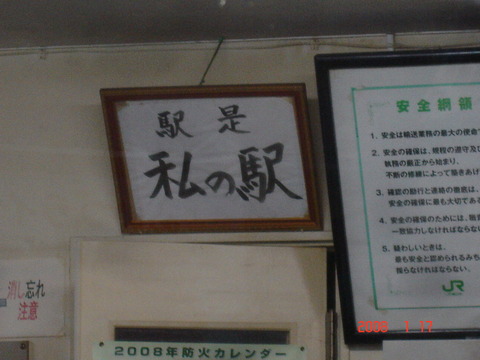 駅是
私の駅
安全綱領
1. 安全は輸送業務の最大の使命
2. 安全の確保は、規程の遵守及び
執務の厳正から始まり、
不断の修練によって築きあげ
3. 確認の励行と連絡の徹底は、
安全の確保に最も大切である
4. 安全の確保のためには、職責
一致協力しなければならない
5. 疑わしいときは、
最も安全と認められるみち
採らなければならない。
JR
消し忘れ
注意
2008年防火カレンダー
2008 1 17